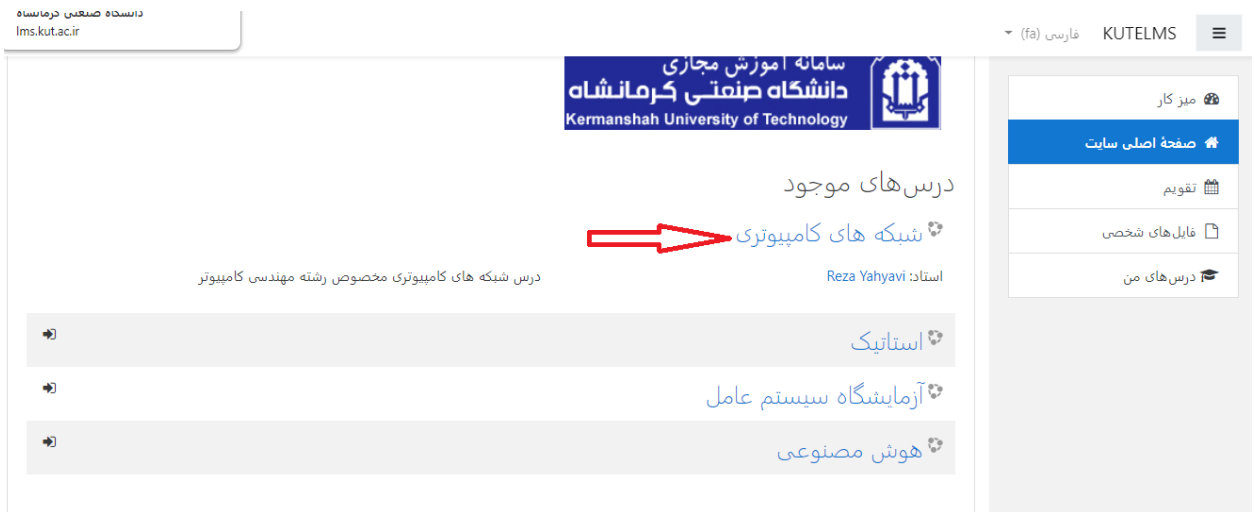 دانشگاه صنعتی کرمانشاه
lms.kut.ac.ir
KUTELMS
فارسی (fa)
میز کار
صفحهٔ اصلی سایت
تقویم
فایل‌های شخصی
درس‌های من
سامانه آموزش مجازی
دانشگاه صنعتی کرمانشاه
Kermanshah University of Technology
درس‌های موجود
شبکه های کامپیوتری
استاد: Reza Yahyavi
درس شبکه های کامپیوتری مخصوص رشته مهندسی کامپیوتر
استاتیک
آزمایشگاه سیستم عامل
هوش مصنوعی